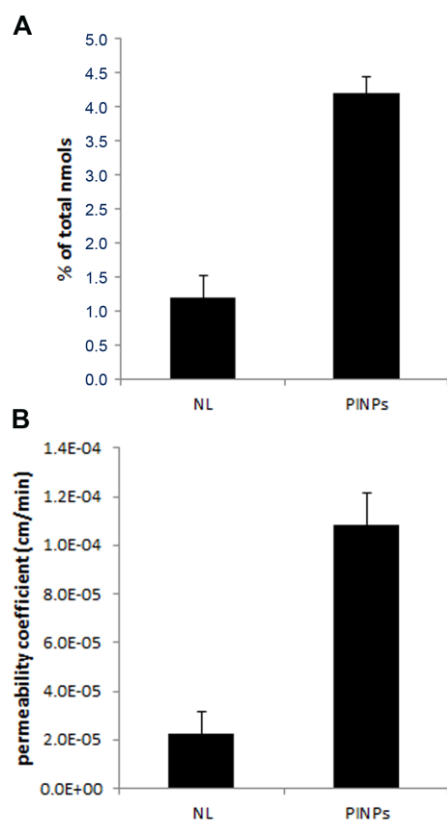 A
% of total nmols
5.0
4.5
4.0
3.5
3.0
2.5
2.0
1.5
1.0
0.5
0.0
NL
PINPs
B
permeability coefficient (cm/min)
1.4E-04
1.2E-04
1.0E-04
8.0E-05
6.0E-05
4.0E-05
2.0E-05
0.0E+00
NL
PINPs